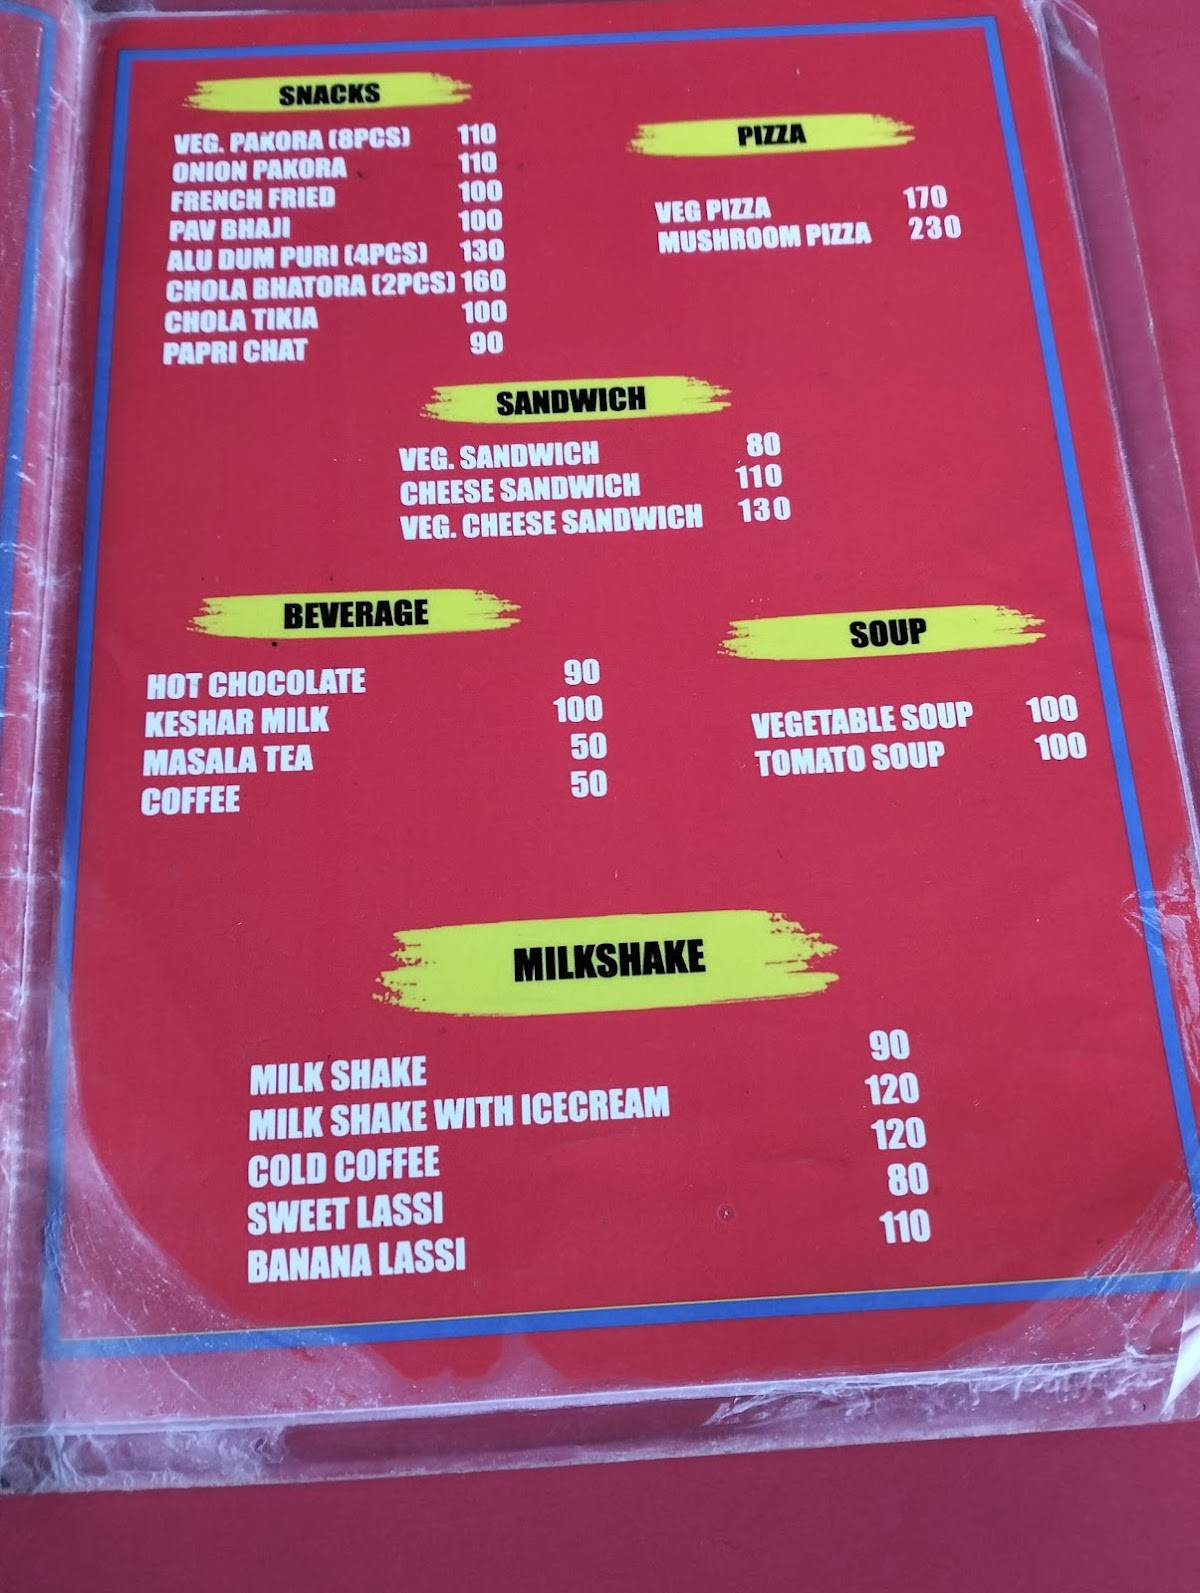 SNACKS
VEG. PAKORA (8PCS) 110
ONION PAKORA 110
FRENCH FRIED 100
PAV BHAJI 100
ALU DUM PURI (4PCS) 130
CHOLA BHATORA (2PCS) 160
CHOLA TIKIA 100
PAPRI CHAT 90
PIZZA
VEG PIZZA 170
MUSHROOM PIZZA 230
SANDWICH
VEG. SANDWICH 80
CHEESE SANDWICH 110
VEG. CHEESE SANDWICH 130
BEVERAGE
HOT CHOCOLATE 90
KESHAR MILK 100
MASALA TEA 50
COFFEE 50
SOUP
VEGETABLE SOUP 100
TOMATO SOUP 100
MILKSHAKE
MILK SHAKE 90
MILK SHAKE WITH ICECREAM 120
COLD COFFEE 120
SWEET LASSI 80
BANANA LASSI 110